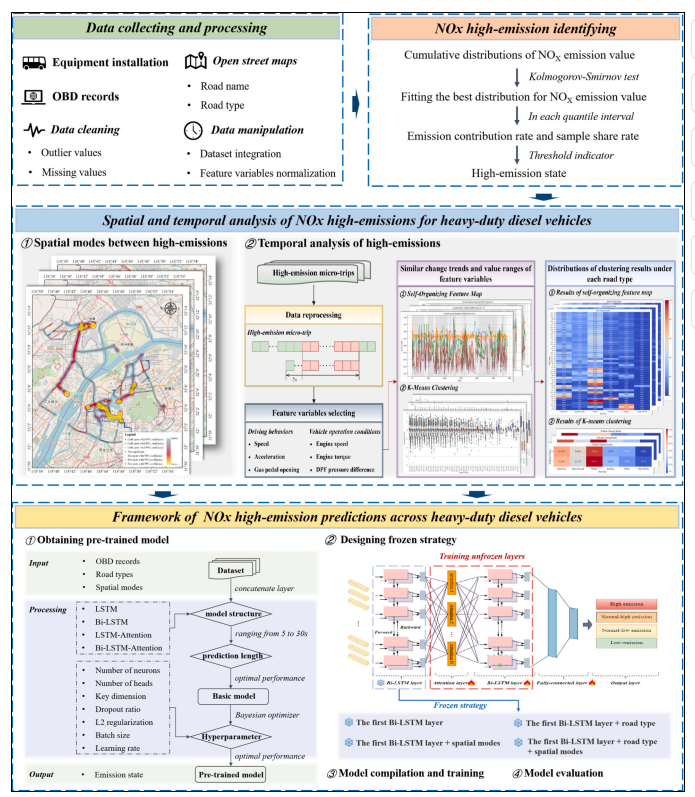 Data collecting and processing
Equipment installation
OBD records
Data cleaning
• Outlier values
• Missing values
Open street maps
• Road name
• Road type
Data manipulation
• Dataset integration
• Feature variables normalization
NOx high-emission identifying
Cumulative distributions of NOX emission value
Kolmogorov-Smirnov test
Fitting the best distribution for NOX emission value
In each quantile interval
Emission contribution rate and sample share rate
Threshold indicator
High-emission state
Spatial and temporal analysis of NOx high-emissions for heavy-duty diesel vehicles
① Spatial modes between high-emissions
Legend
② Temporal analysis of high-emissions
High-emission micro-trips
Data reprocessing
High-emission micro-trip
Feature variables selecting
Driving behaviors
• Speed
• Acceleration
• Gas pedal opening
Vehicle operation conditions
• Engine speed
• Engine torque
• DPF pressure difference
Similar change trends and value ranges of
feature variables
① Self-Organizing Feature Map
② K-Means Clustering
Distributions of clustering results under
each road type
① Results of self-organizing feature map
② Results of K-means clustering
Framework of NOx high-emission predictions across heavy-duty diesel vehicles
① Obtaining pre-trained model
Input
• OBD records
• Road types
• Spatial modes
Dataset
concatenate layer
Processing
• LSTM
• Bi-LSTM
• LSTM-Attention
• Bi-LSTM-Attention
model structure
ranging from 5 to 30s
prediction length
optimal performance
• Number of neurons
• Number of heads
• Key dimension
• Dropout ratio
• L2 regularization
• Batch size
• Learning rate
Basic model
Bayesian optimizer
Hyperparameter
optimal performance
Output
• Emission state
Pre-trained model
② Designing frozen strategy
Training unfrozen layers
Forward
Backward
High-emission
Normal-high emission
Normal-low emission
Low-emission
Bi-LSTM layer
Attention layer
Bi-LSTM layer
Fully-connected layer
Output layer
Frozen strategy
The first Bi-LSTM layer
The first Bi-LSTM layer + road type
The first Bi-LSTM layer + spatial modes
The first Bi-LSTM layer + road type
+ spatial modes
③ Model compilation and training
④ Model evaluation